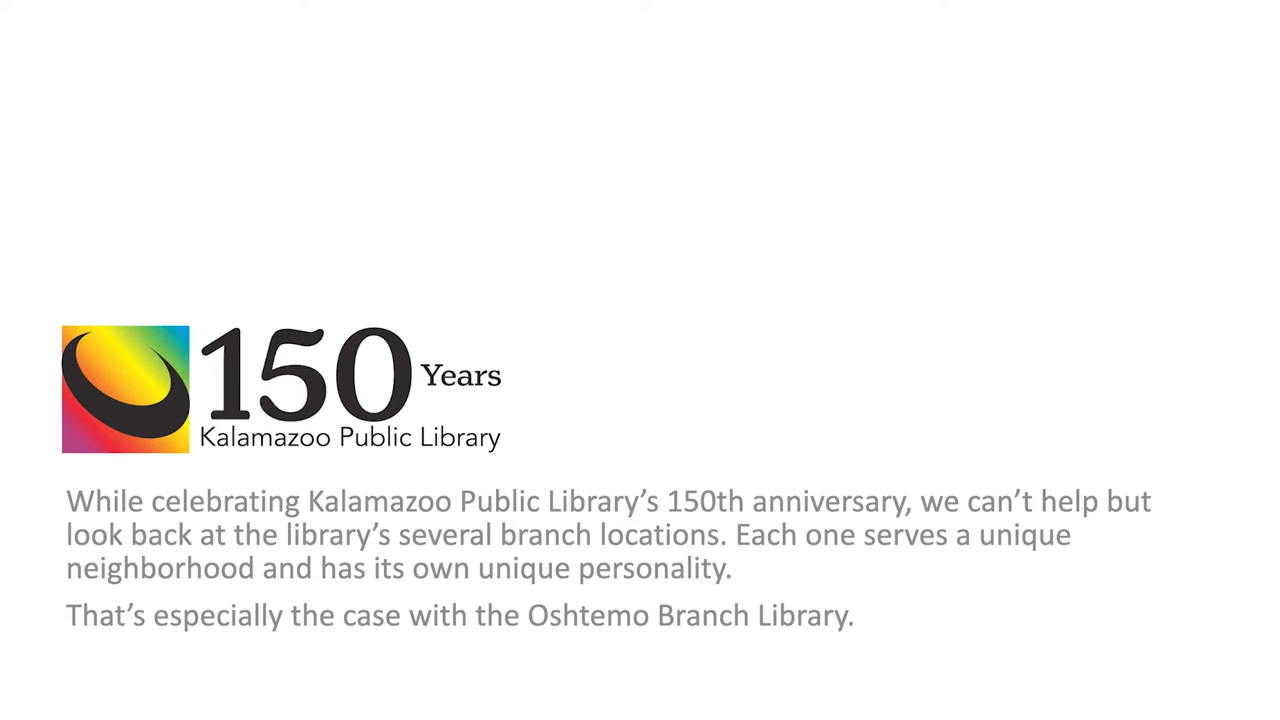 150 Years
Kalamazoo Public Library
While celebrating Kalamazoo Public Library’s 150th anniversary, we can’t help but
look back at the library’s several branch locations. Each one serves a unique
neighborhood and has its own unique personality.
That’s especially the case with the Oshtemo Branch Library.